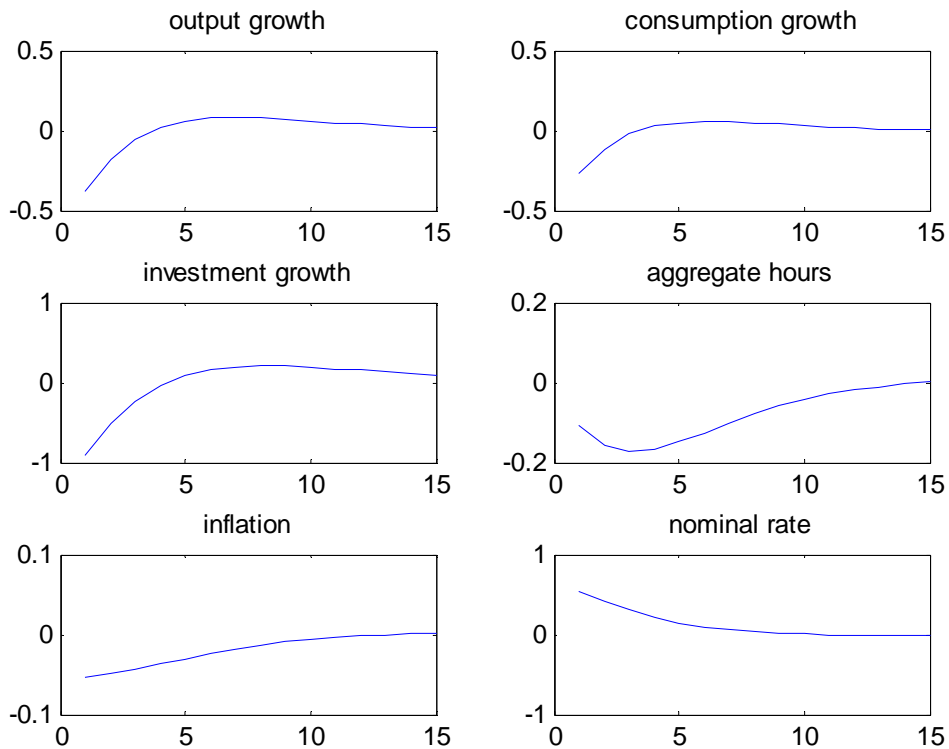 output growth
0.5
0
-0.5
0 5 10 15
consumption growth
0.5
0
-0.5
0 5 10 15
investment growth
1
0
-1
0 5 10 15
aggregate hours
0.2
0
-0.2
0 5 10 15
inflation
0.1
0
-0.1
0 5 10 15
nominal rate
1
0
-1
0 5 10 15